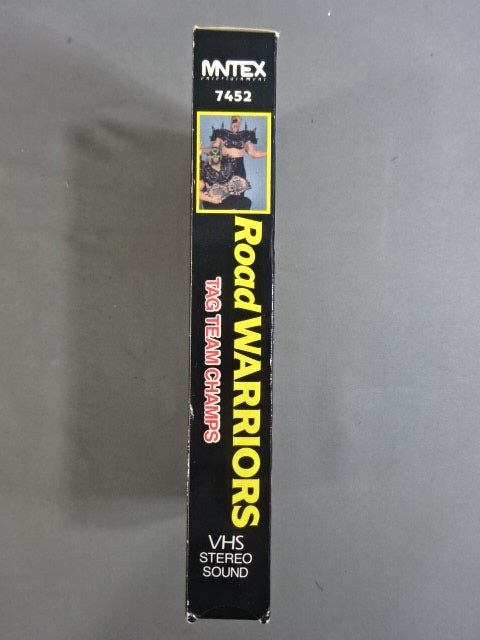 MNTEX
entertainment
7452
Road WARRIORS
TAG TEAM CHAMPS
VHS
STEREO
SOUND